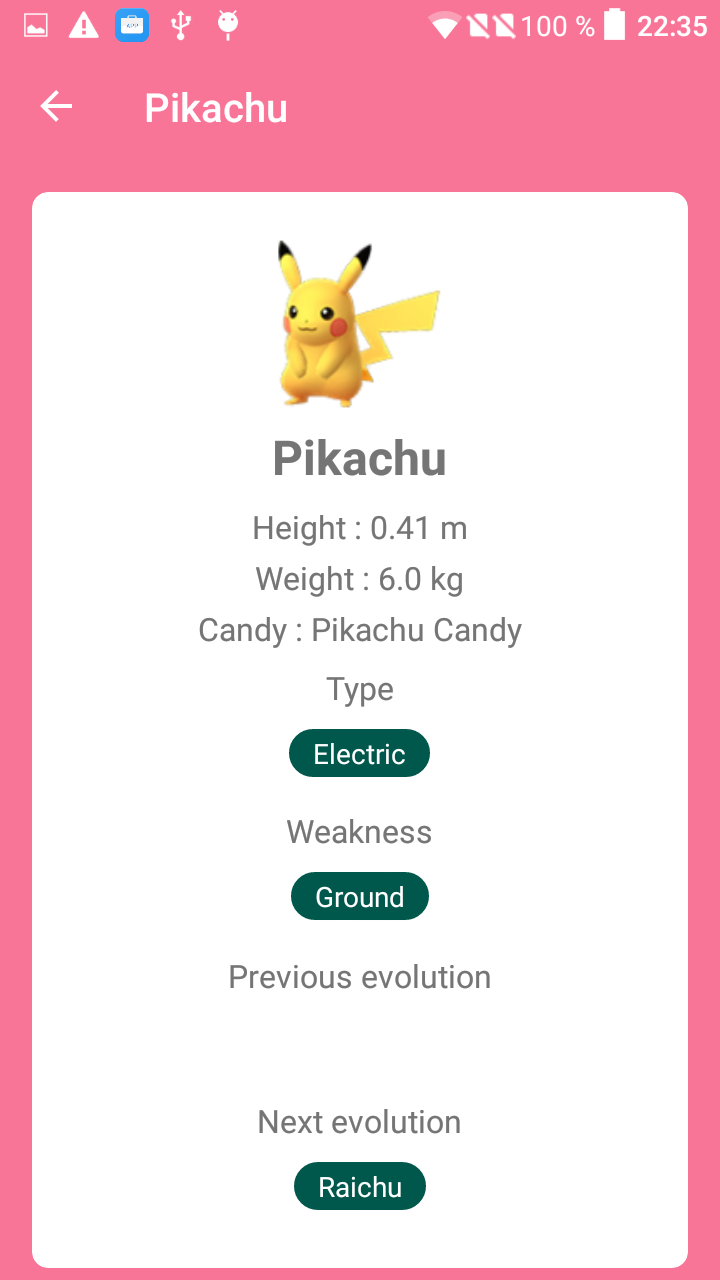 100 % 22:35
Pikachu
Pikachu
Height : 0.41 m
Weight : 6.0 kg
Candy : Pikachu Candy
Type
Electric
Weakness
Ground
Previous evolution
Next evolution
Raichu